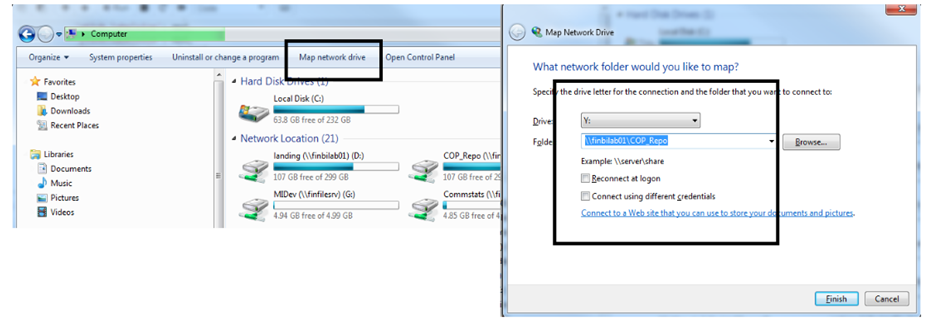 Computer
Organize System properties Uninstall or change a program Map network drive Open Control Panel
Favorites
Desktop
Downloads
Recent Places
Libraries
Documents
Music
Pictures
Videos
Hard Disk Drives (1)
Local Disk (C:)
63.8 GB free of 232 GB
Network Location (21)
landing (\\finbilab01) (D:)
107 GB free of 299 GB
COP_Repo (\\fir
107 GB free of 29
MIDev (\\finfilesrv) (G:)
4.94 GB free of 4.99 GB
Commstats (\\fi
4.85 GB free of 4
Map Network Drive
What network folder would you like to map?
Specify the drive letter for the connection and the folder that you want to connect to:
Drive: Y:
Folder: \\finbilab01\COP_Repo Browse...
Example: \\server\share
Reconnect at logon
Connect using different credentials
Connect to a Web site that you can use to store your documents and pictures.
Finish Cancel